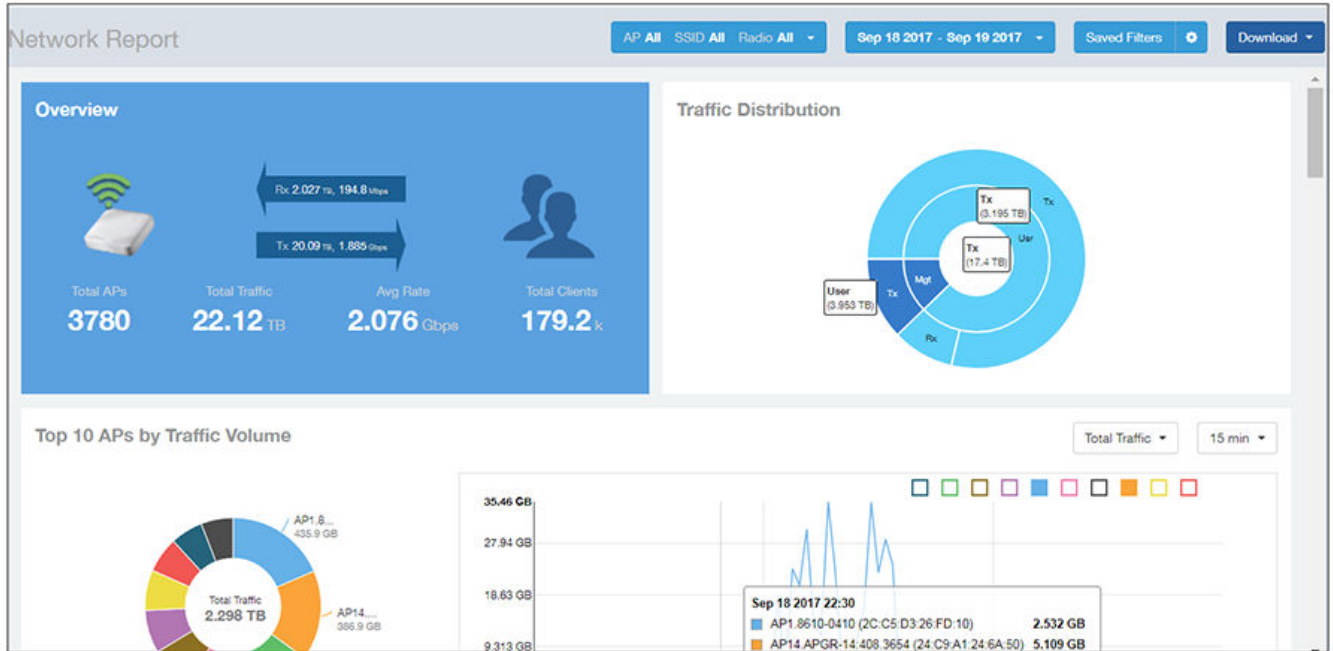 Network Report
AP All SSID All Radio All
Sep 18 2017 - Sep 19 2017
Saved Filters
Download
Overview
Rx 2.027 TB, 194.8 Mbps
Tx 20.09 TB, 1.885 Gbps
Total APs
3780
Total Traffic
22.12 TB
Avg Rate
2.076 Gbps
Total Clients
179.2 k
Traffic Distribution
Tx
(3.195 TB)
Tx
Tx
(17.4 TB)
Usr
User
(3.953 TB)
Tx
Mgt
Rx
Top 10 APs by Traffic Volume
Total Traffic
15 min
AP1.8...
435.9 GB
Total Traffic
2.298 TB
AP14....
386.9 GB
35.46 GB
27.94 GB
18.63 GB
9.313 GB
Sep 18 2017 22:30
AP1.8610-0410 (2C:C5:D3:26:FD:10) 2.532 GB
AP14.APGR-14:408.3654 (24:C9:A1:24:6A:50) 5.109 GB